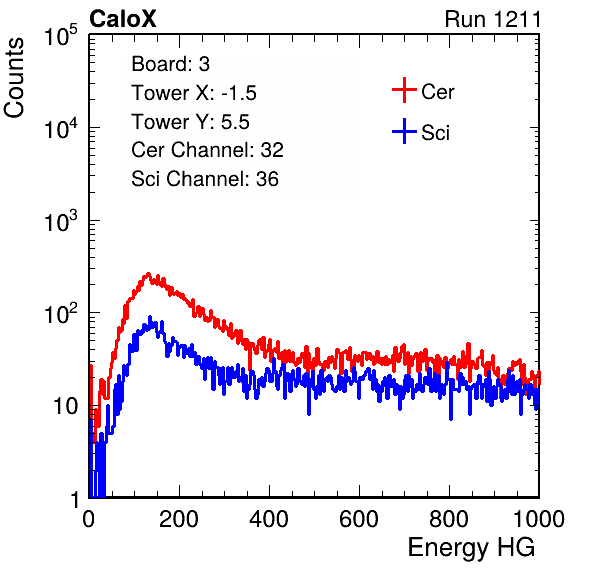 CaloX Run 1211
Counts
10^5
10^4
10^3
10^2
10
1
Board: 3
Tower X: -1.5
Tower Y: 5.5
Cer Channel: 32
Sci Channel: 36
Cer
Sci
0 200 400 600 800 1000
Energy HG